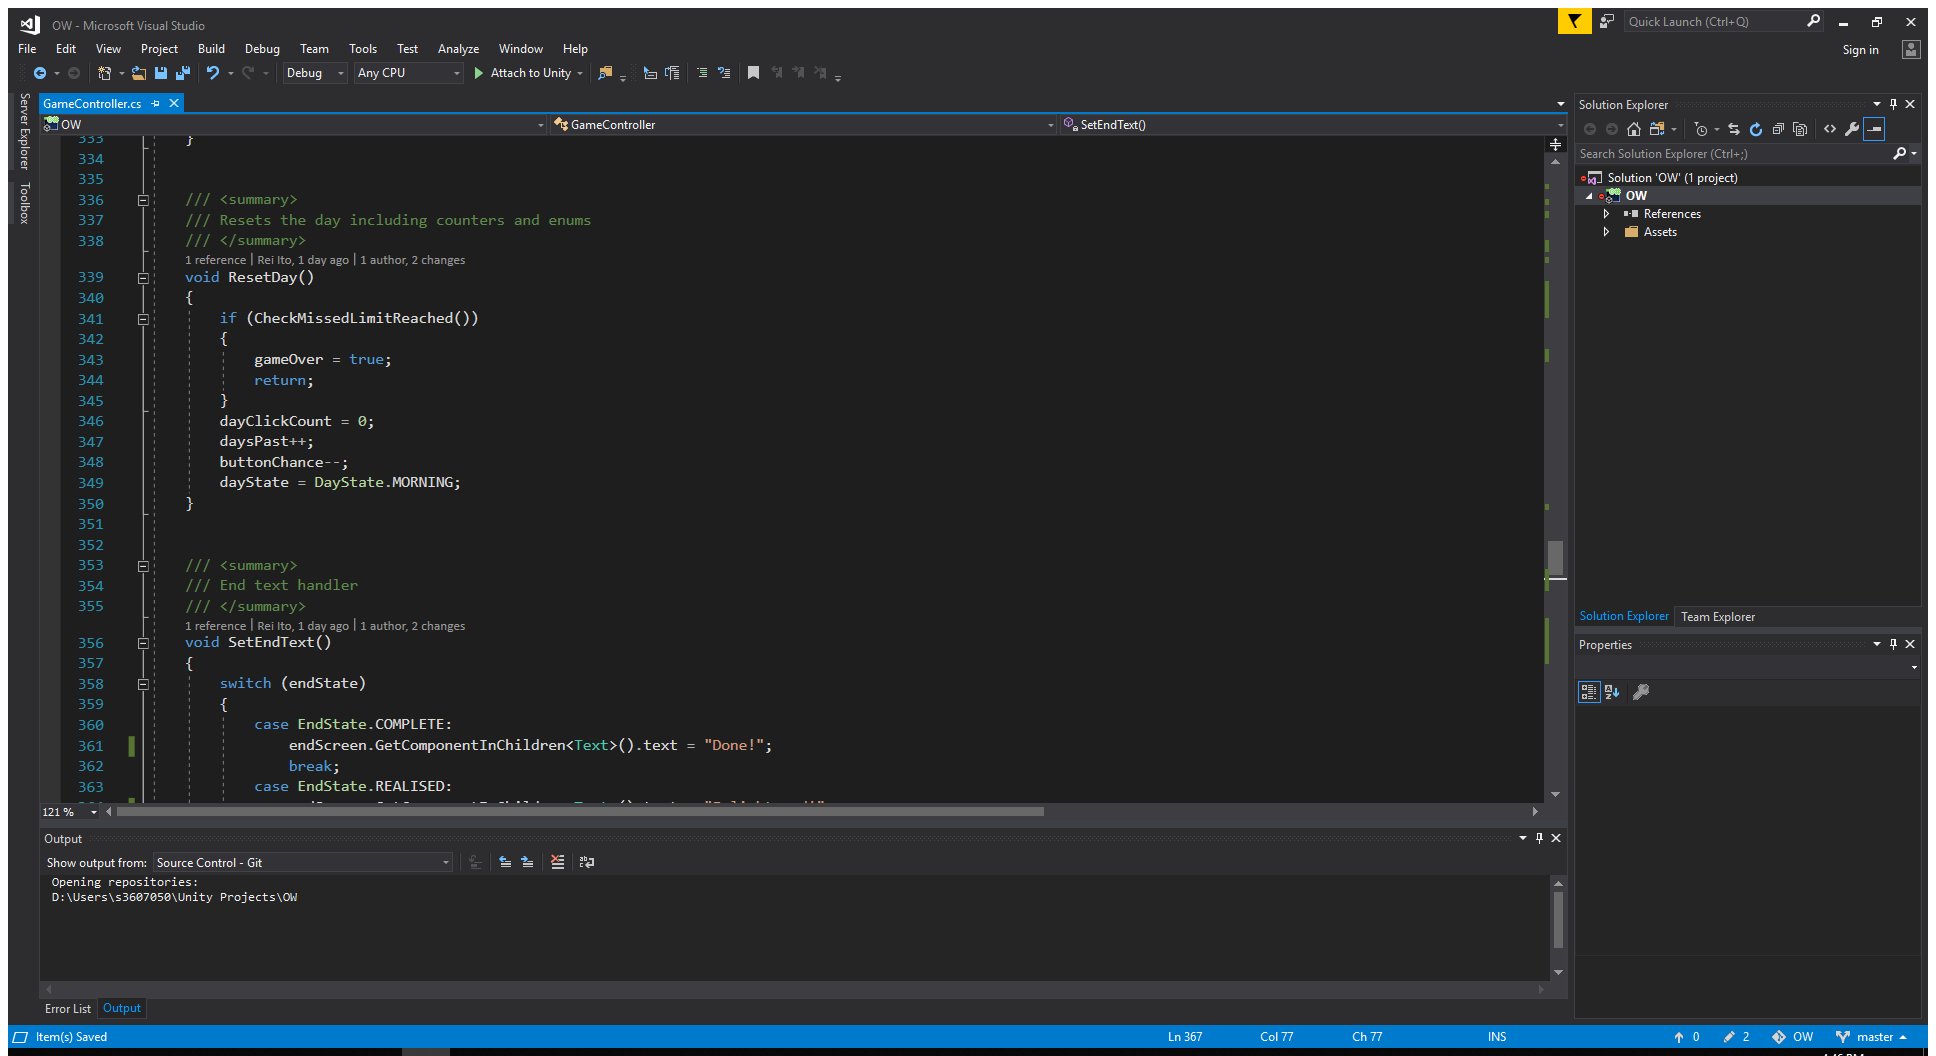 OW - Microsoft Visual Studio
Quick Launch (Ctrl+Q)
File Edit View Project Build Debug Team Tools Test Analyze Window Help
Sign in
Debug Any CPU Attach to Unity
Server Explorer
Toolbox
GameController.cs
OW GameController SetEndText()
333 }
334
335
336 /// <summary>
337 /// Resets the day including counters and enums
338 /// </summary>
1 reference | Rei Ito, 1 day ago | 1 author, 2 changes
339 void ResetDay()
340 {
341 if (CheckMissedLimitReached())
342 {
343 gameOver = true;
344 return;
345 }
346 dayClickCount = 0;
347 daysPast++;
348 buttonChance--;
349 dayState = DayState.MORNING;
350 }
351
352
353 /// <summary>
354 /// End text handler
355 /// </summary>
1 reference | Rei Ito, 1 day ago | 1 author, 2 changes
356 void SetEndText()
357 {
358 switch (endState)
359 {
360 case EndState.COMPLETE:
361 endScreen.GetComponentInChildren<Text>().text = "Done!";
362 break;
363 case EndState.REALISED:
121 %
Output
Show output from: Source Control - Git
Opening repositories:
D:\Users\s3607050\Unity Projects\OW
Error List Output
Solution Explorer
Search Solution Explorer (Ctrl+;)
Solution 'OW' (1 project)
OW
References
Assets
Solution Explorer Team Explorer
Properties
Item(s) Saved Ln 367 Col 77 Ch 77 INS 0 2 OW master